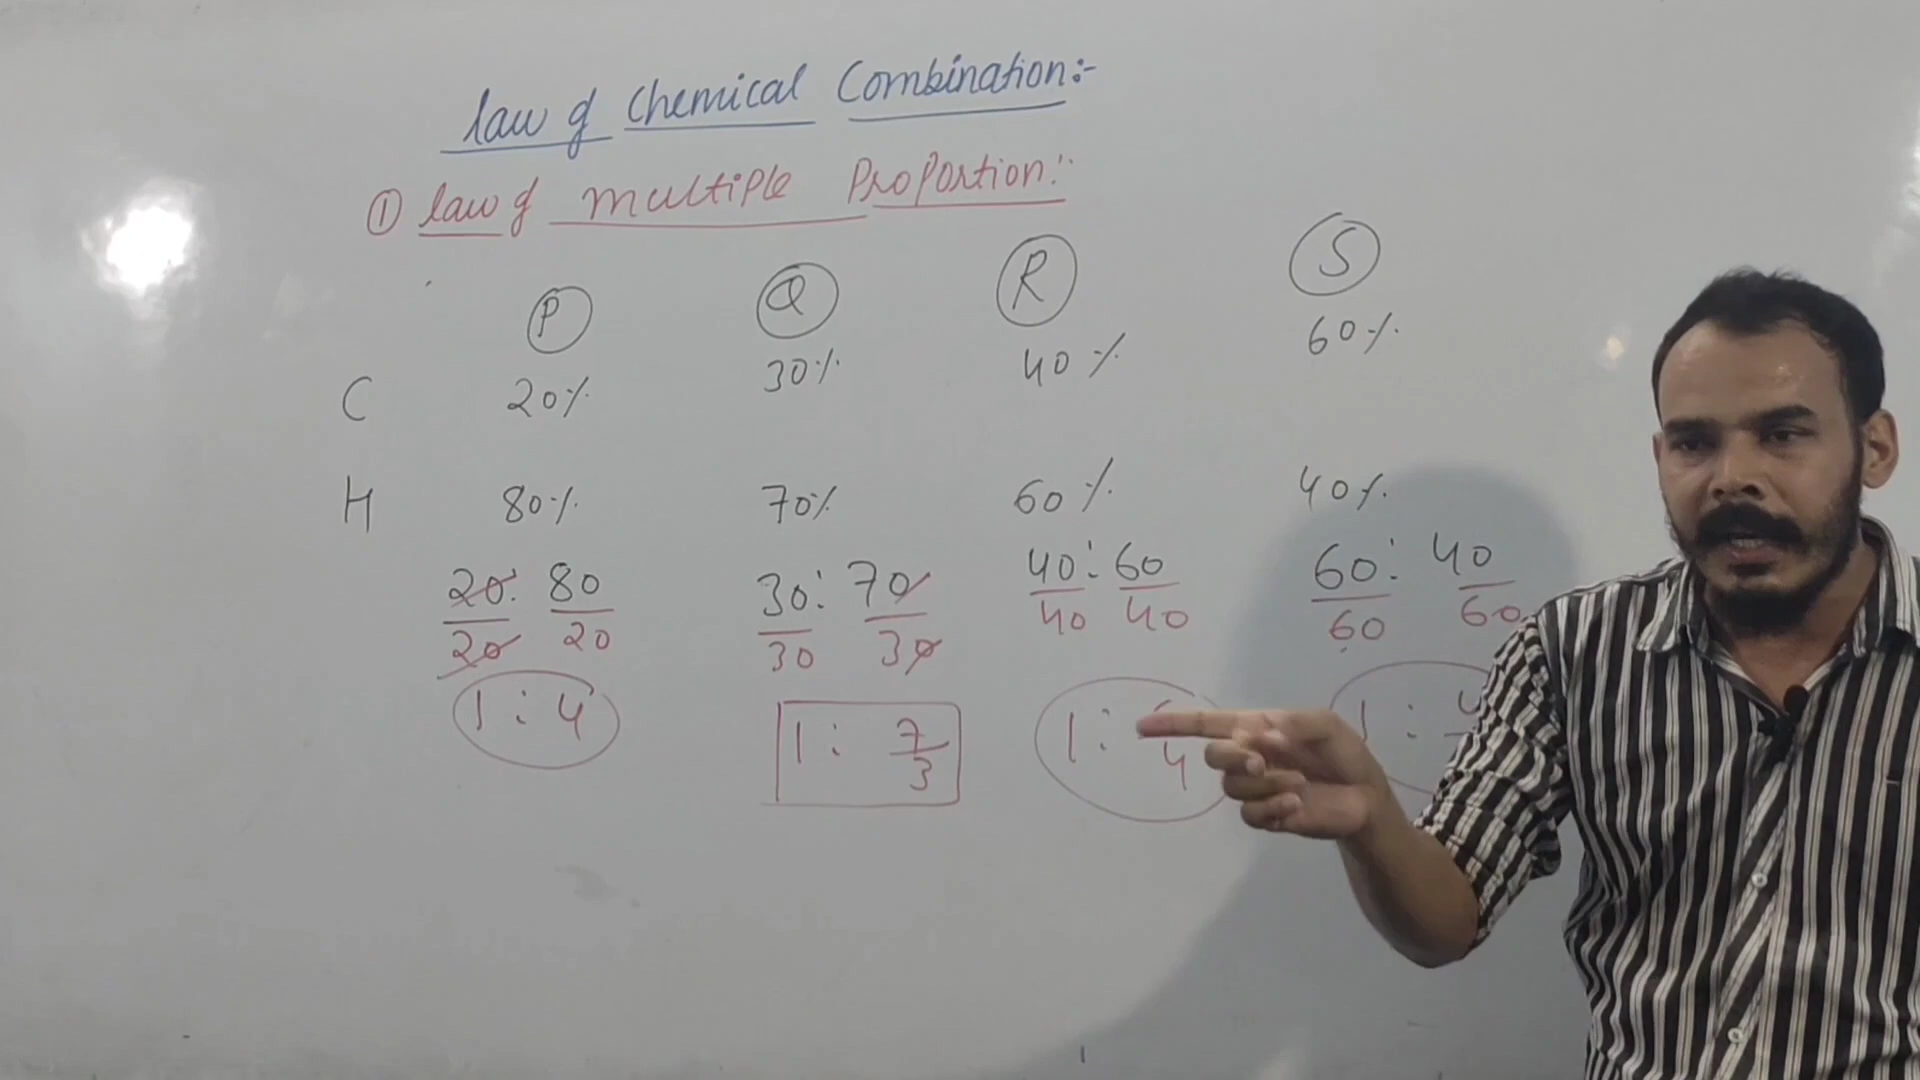 Law of Chemical Combination:-
① law of multiple Proportion:-
P Q R S
C 20% 30% 40% 60%
H 80% 70% 60% 40%
20 : 80 30 : 70 40 : 60 60 : 40
20 20 30 30 40 40 60 60
1 : 4 1 : 7/3 1 : /4 1 : 4